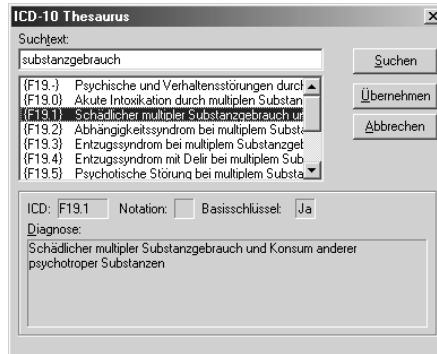 ICD-10 Thesaurus
Suchtext:
substanzgebrauch
Suchen
{F19.-} Psychische und Verhaltensstörungen durch
{F19.0} Akute Intoxikation durch multiplen Substan
{F19.1} Schädlicher multipler Substanzgebrauch un
{F19.2} Abhängigkeitssyndrom bei multiplem Substa
{F19.3} Entzugssyndrom bei multiplem Substanzget
{F19.4} Entzugssyndrom mit Delir bei multiplem Sub
{F19.5} Psychotische Störung bei multiplem Substa
Übernehmen
Abbrechen
ICD: F19.1 Notation: Basisschlüssel: Ja
Diagnose:
Schädlicher multipler Substanzgebrauch und Konsum anderer
psychotroper Substanzen